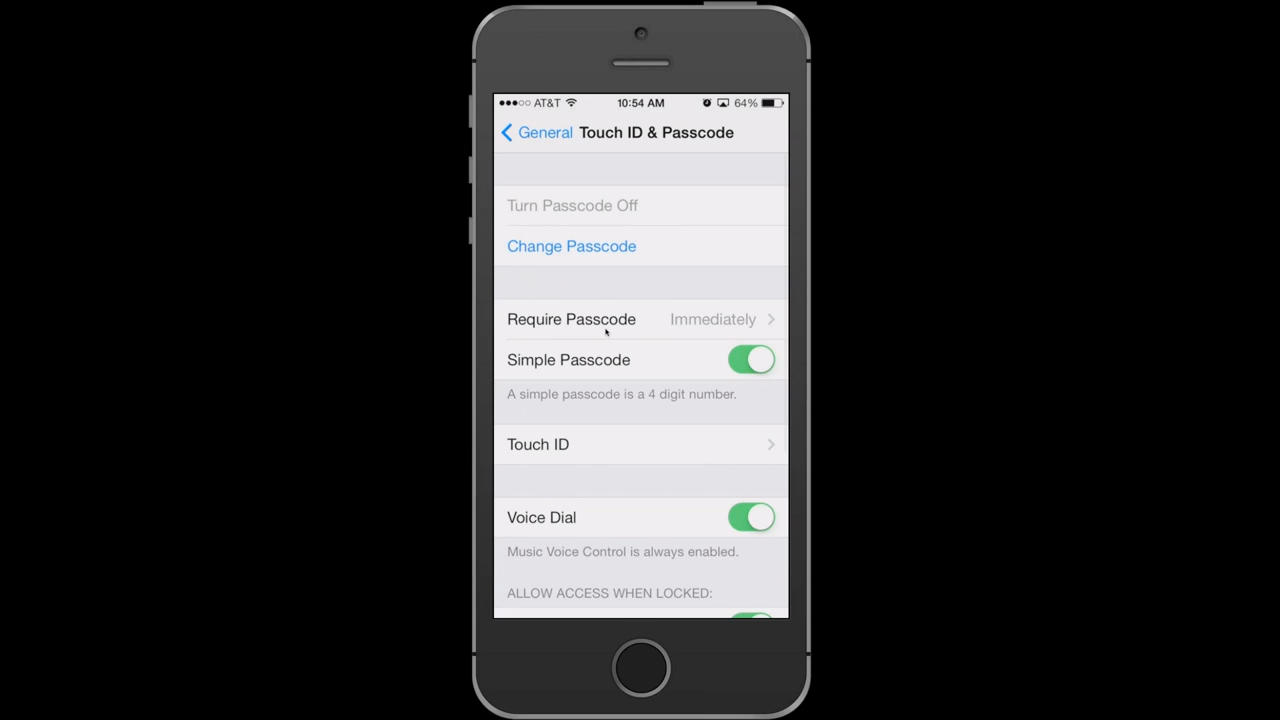 AT&T 10:54 AM 64%
General Touch ID & Passcode
Turn Passcode Off
Change Passcode
Require Passcode Immediately
Simple Passcode
A simple passcode is a 4 digit number.
Touch ID
Voice Dial
Music Voice Control is always enabled.
ALLOW ACCESS WHEN LOCKED: